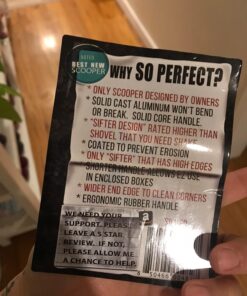 BEST NEW
SCOOPER
WHY SO PERFECT?
* ONLY SCOOPER DESIGNED BY OWNERS
* SOLID CAST ALUMINUM WON'T BEND
OR BREAK. SOLID CORE HANDLE.
* "SIFTER DESIGN" RATED HIGHER THAN
SHOVEL THAT YOU NEED SHAKE
* COATED TO PREVENT EROSION
* ONLY "SIFTER" THAT HAS HIGH EDGES
SHORTER HANDLE ALLOWS EZ USE
IN ENCLOSED BOXES
* WIDER END EDGE TO CLEAN CORNERS
* ERGONOMIC RUBBER HANDLE
WE NEED YOUR
SUPPORT. PLEASE
LEAVE A 5 STAR
REVIEW. IF NOT,
PLEASE ALLOW ME
A CHANCE TO HELP.